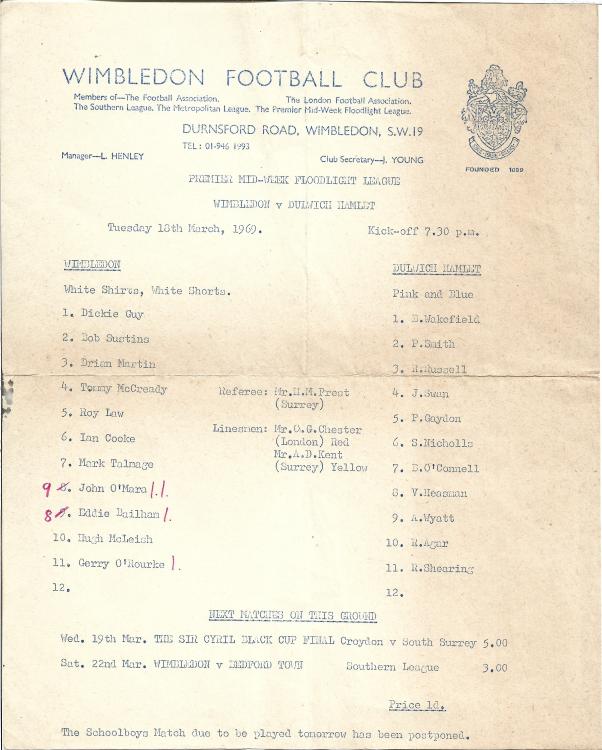 WIMBLEDON FOOTBALL CLUB
Members of—The Football Association. The London Football Association.
The Southern League. The Metropolitan League. The Premier Mid-Week Floodlight League.
DURNSFORD ROAD, WIMBLEDON, S.W.19
TEL: 01-946 1993
Manager—L. HENLEY Club Secretary—J. YOUNG
FOUNDED 1889
PREMIER MID-WEEK FLOODLIGHT LEAGUE
WIMBLEDON v DULWICH HAMLET
Tuesday 18th March, 1969. Kick-off 7.30 p.m.
WIMBLEDON DULWICH HAMLET
White Shirts, White Shorts. Pink and Blue
1. Dickie Guy 1. B.Wakefield
2. Bob Sustins 2. P.Smith
3. Brian Martin 3. R.Russell
4. Tommy McCready Referee: Mr.H.M.Prest 4. J.Swan
(Surrey)
5. Roy Law Linesmen: Mr.O.G.Chester 5. P.Gaydon
6. Ian Cooke (London) Red 6. S.Nicholls
Mr.A.D.Kent
7. Mark Talmage (Surrey) Yellow 7. B.O'Connell
9 8. John O'Mara /./. 8. V.Heasman
8 9. Eddie Bailham /. 9. A.Wyatt
10. Hugh McLeish 10. R.Agar
11. Gerry O'Rourke /. 11. R.Shearing
12. 12.
NEXT MATCHES ON THIS GROUND
Wed. 19th Mar. THE SIR CYRIL BLACK CUP FINAL Croydon v South Surrey 5.00
Sat. 22nd Mar. WIMBLEDON v BEDFORD TOWN Southern League 3.00
Price 1d.
The Schoolboys Match due to be played tomorrow has been postponed.